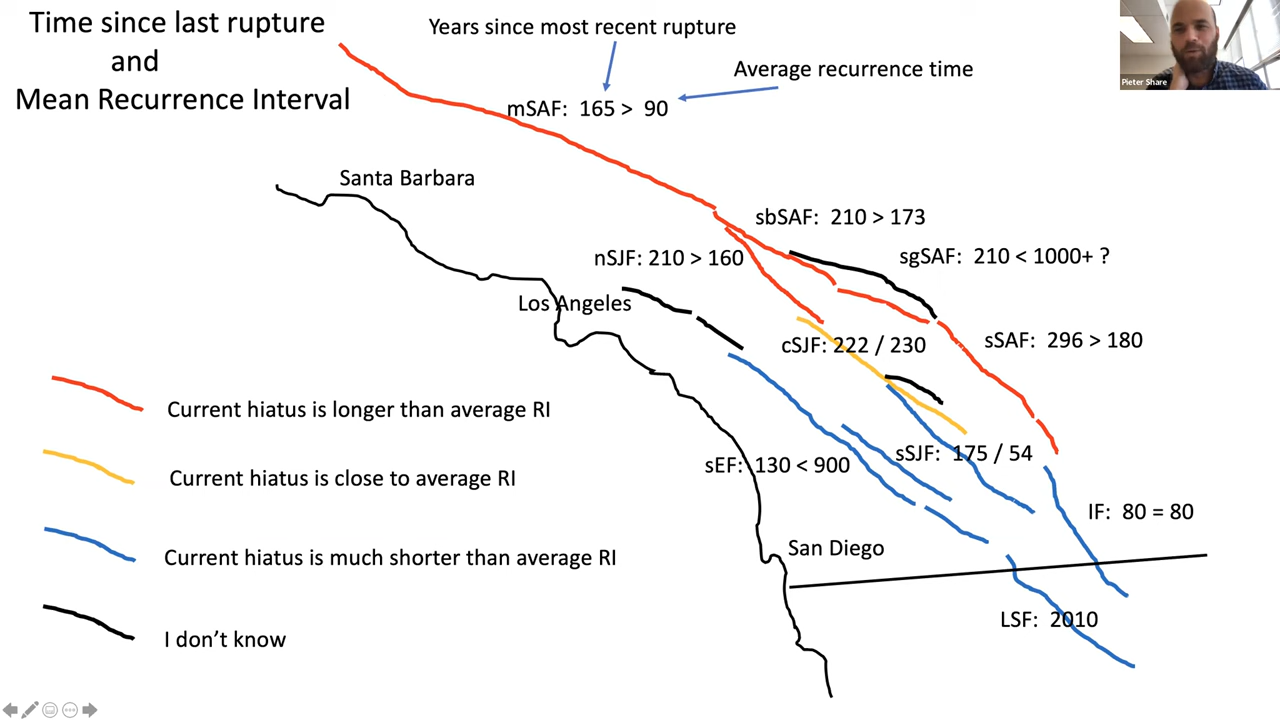 Time since last rupture
and
Mean Recurrence Interval
Years since most recent rupture
Average recurrence time
mSAF: 165 > 90
Pieter Share
Santa Barbara
sbSAF: 210 > 173
nSJF: 210 > 160
sgSAF: 210 < 1000+ ?
Los Angeles
cSJF: 222 / 230
sSAF: 296 > 180
Current hiatus is longer than average RI
sEF: 130 < 900
sSJF: 175 / 54
Current hiatus is close to average RI
IF: 80 = 80
San Diego
Current hiatus is much shorter than average RI
LSF: 2010
I don't know